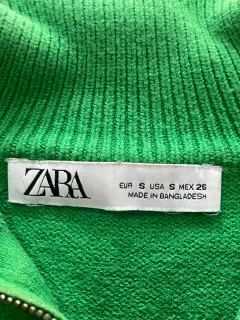 ZARA
EUR S USA S MEX 26
MADE IN BANGLADESH